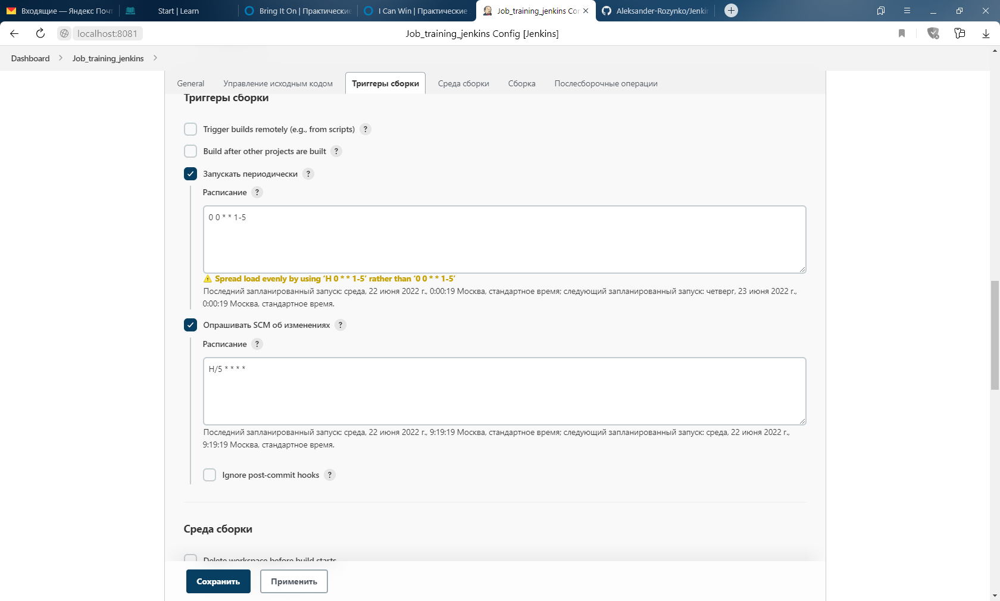 Входящие — Яндекс Почт
Start | Learn
Bring It On | Практические
I Can Win | Практические
Job_training_jenkins Cor
Aleksander-Rozynko/Jenkin
localhost:8081
Job_training_jenkins Config [Jenkins]
Dashboard
Job_training_jenkins
General
Управление исходным кодом
Триггеры сборки
Среда сборки
Сборка
Послесборочные операции
Триггеры сборки
Trigger builds remotely (e.g., from scripts) ?
Build after other projects are built ?
Запускать периодически ?
Расписание ?
0 0 * * 1-5
Spread load evenly by using ‘H 0 * * 1-5’ rather than ‘0 0 * * 1-5’
Последний запланированный запуск: среда, 22 июня 2022 г., 0:00:19 Москва, стандартное время; следующий запланированный запуск: четверг, 23 июня 2022 г.,
0:00:19 Москва, стандартное время.
Опрашивать SCM об изменениях ?
Расписание ?
H/5 * * * *
Последний запланированный запуск: среда, 22 июня 2022 г., 9:19:19 Москва, стандартное время; следующий запланированный запуск: среда, 22 июня 2022 г.,
9:19:19 Москва, стандартное время.
Ignore post-commit hooks ?
Среда сборки
Delete workspace before build starts
Сохранить
Применить